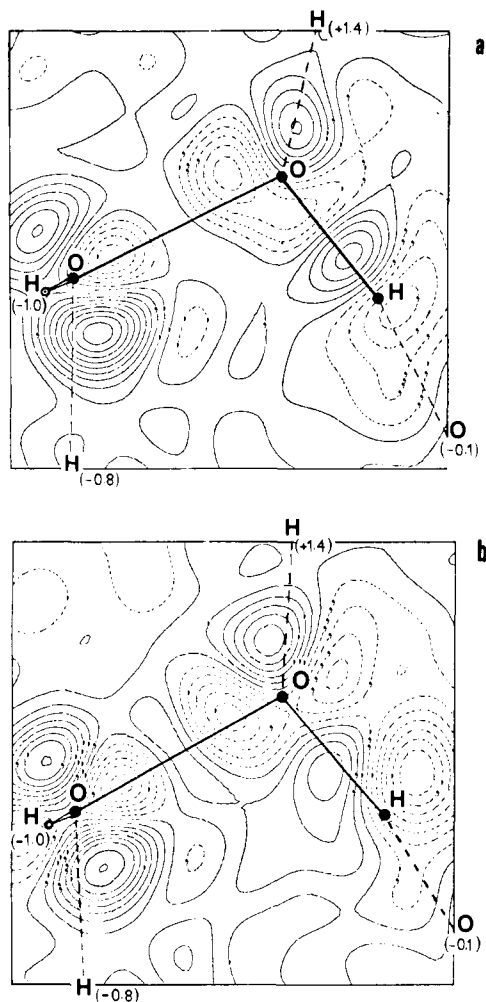 H
(+1.4)
a
O
O
H
(-1.0)
H
O
(-0.1)
H
(-0.8)
H
(+1.4)
b
O
O
H
(-1.0)
H
O
(-0.1)
H
(-0.8)